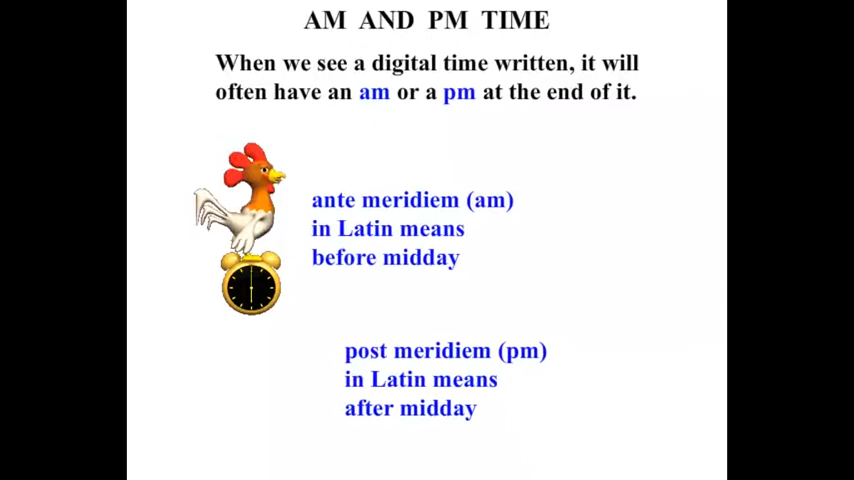 AM AND PM TIME
When we see a digital time written, it will
often have an am or a pm at the end of it.
ante meridiem (am)
in Latin means
before midday
post meridiem (pm)
in Latin means
after midday